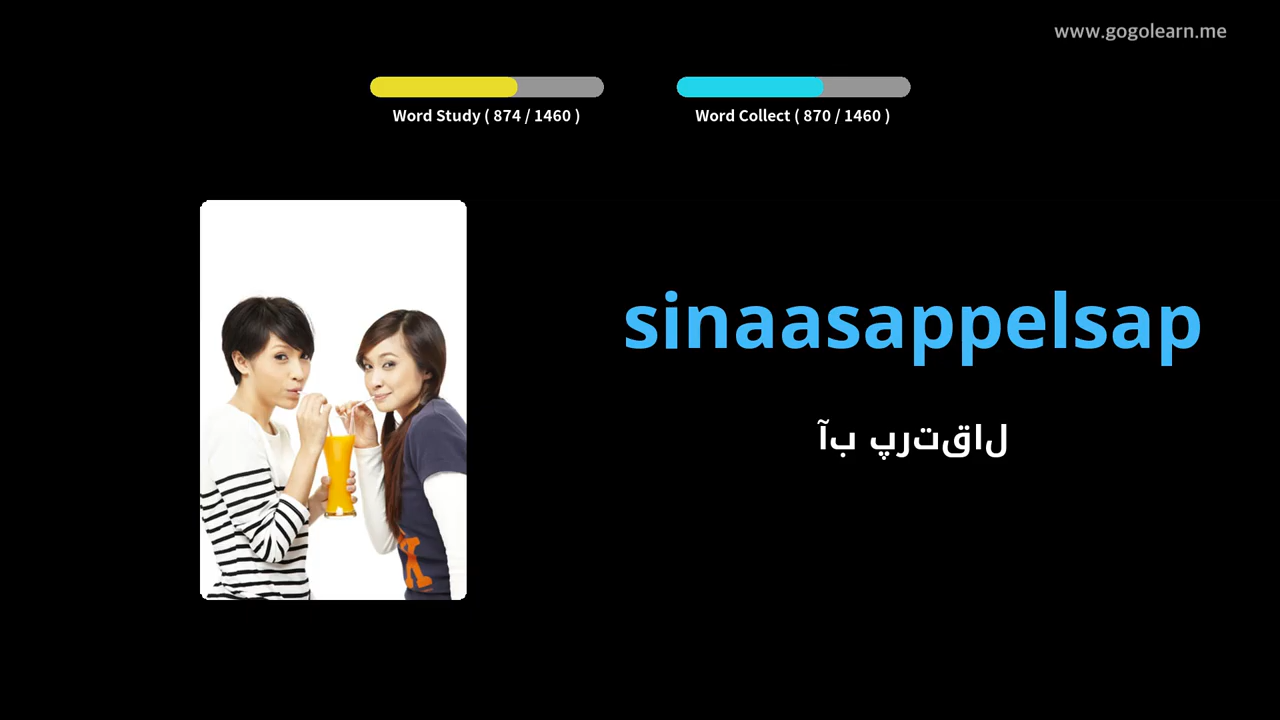 www.gogolearn.me
Word Study ( 874 / 1460 )
Word Collect ( 870 / 1460 )
sinaasappelsap
آب پرتقال